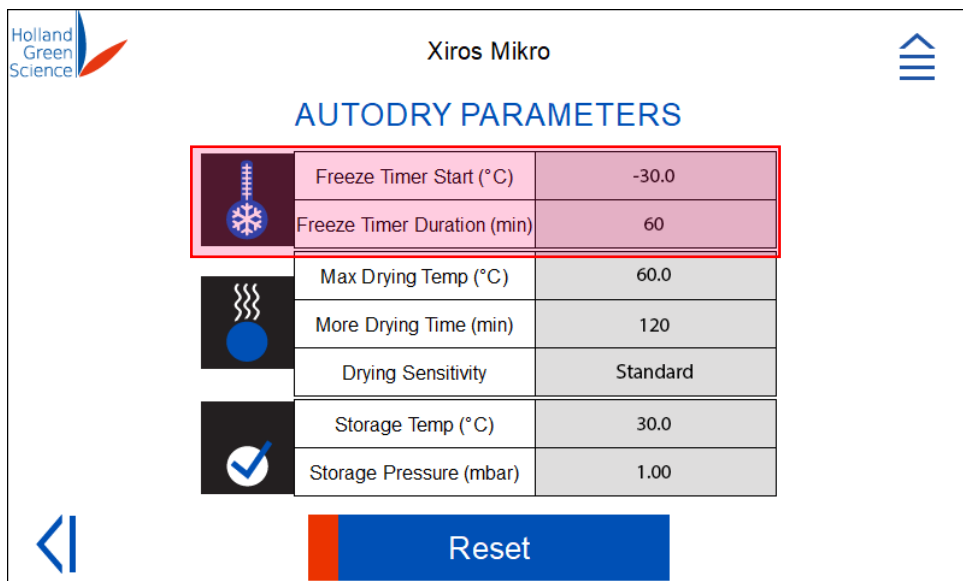 Holland
Green
Science
Xiros Mikro
AUTODRY PARAMETERS
Freeze Timer Start (°C) -30.0
Freeze Timer Duration (min) 60
Max Drying Temp (°C) 60.0
More Drying Time (min) 120
Drying Sensitivity Standard
Storage Temp (°C) 30.0
Storage Pressure (mbar) 1.00
Reset